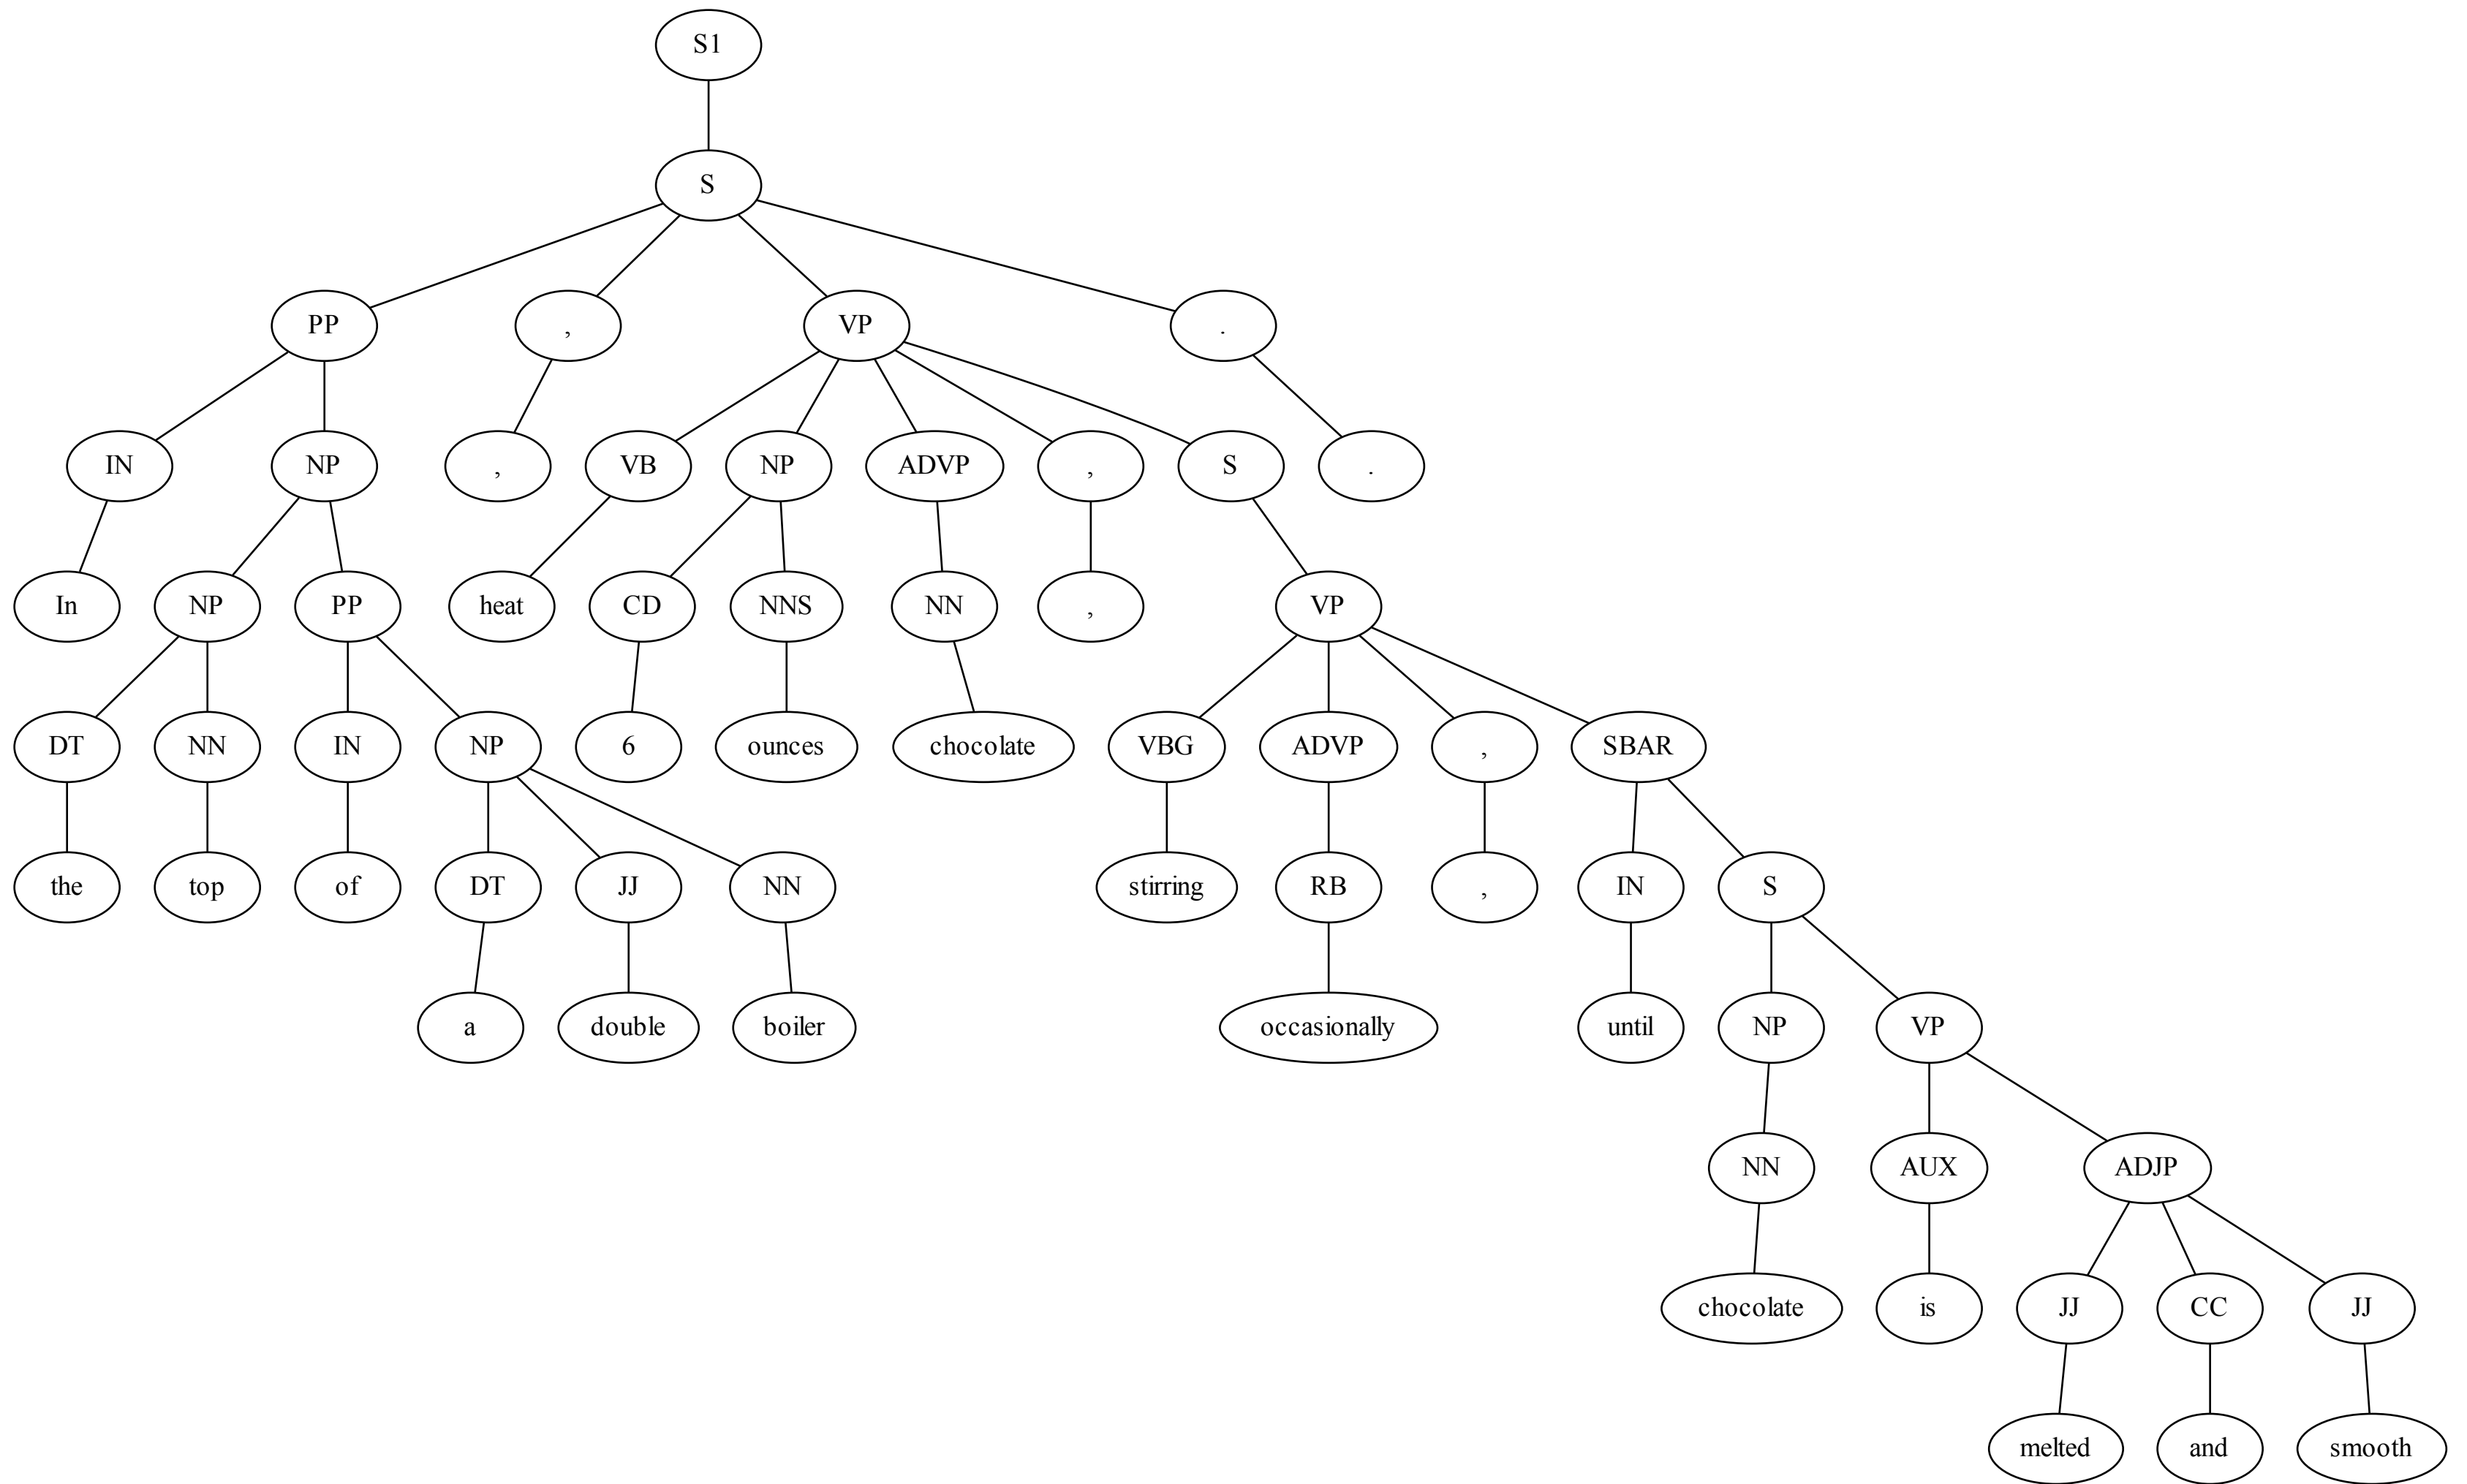 S1
S
PP , VP .
IN NP , VB NP ADVP , S .
In NP PP heat CD NNS NN , VP
DT NN IN NP 6 ounces chocolate VBG ADVP , SBAR
the top of DT JJ NN stirring RB , IN S
a double boiler occasionally until NP VP
NN AUX ADJP
chocolate is JJ CC JJ
melted and smooth